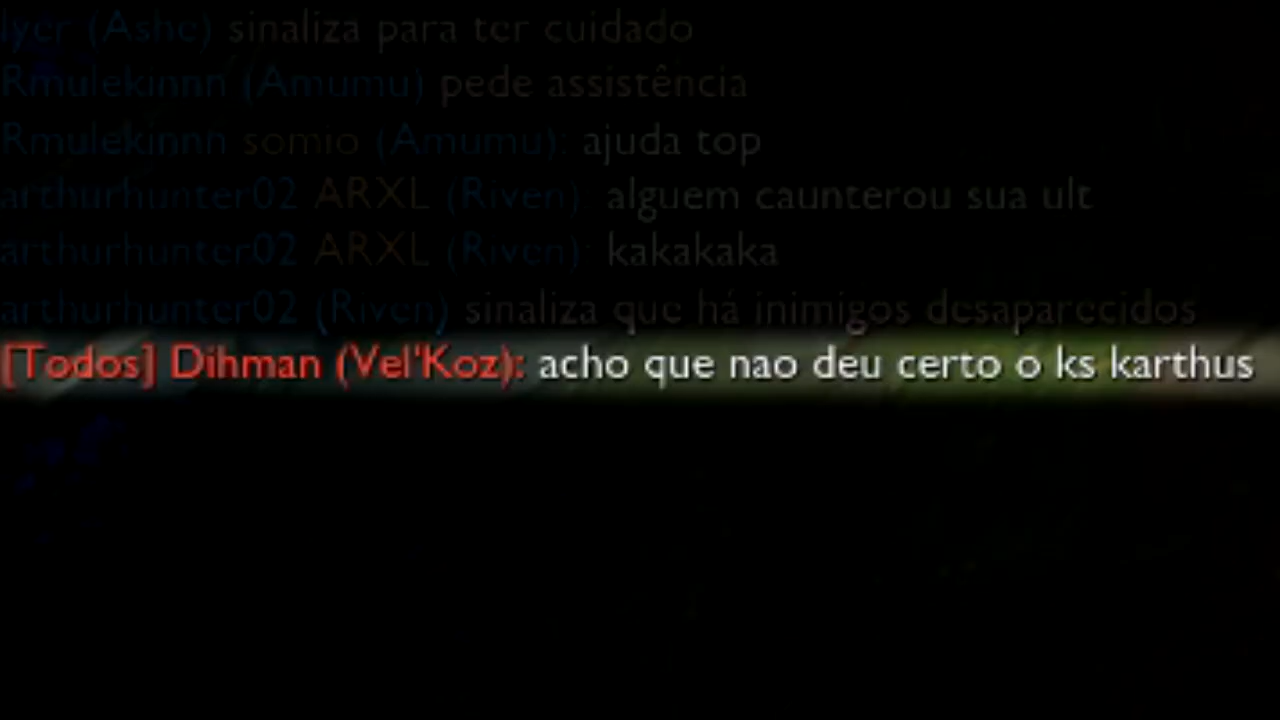 lyer (Ashe) sinaliza para ter cuidado
Rmulekinnn (Amumu) pede assistência
Rmulekinnn somio (Amumu): ajuda top
arthurhunter02 ARXL (Riven): alguem caunterou sua ult
arthurhunter02 ARXL (Riven): kakakaka
arthurhunter02 (Riven) sinaliza que há inimigos desaparecidos
[Todos] Dihman (Vel'Koz): acho que nao deu certo o ks karthus